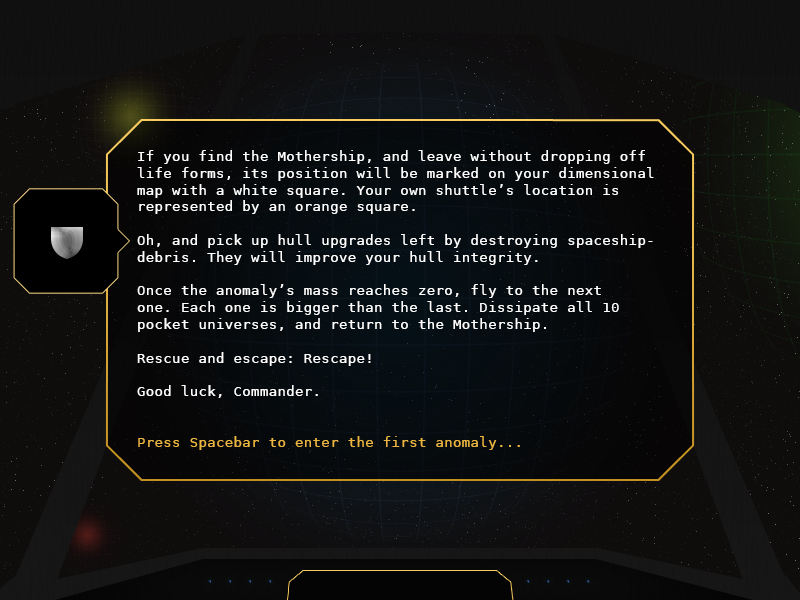 If you find the Mothership, and leave without dropping off
life forms, its position will be marked on your dimensional
map with a white square. Your own shuttle’s location is
represented by an orange square.
Oh, and pick up hull upgrades left by destroying spaceship-
debris. They will improve your hull integrity.
Once the anomaly’s mass reaches zero, fly to the next
one. Each one is bigger than the last. Dissipate all 10
pocket universes, and return to the Mothership.
Rescue and escape: Rescape!
Good luck, Commander.
Press Spacebar to enter the first anomaly...